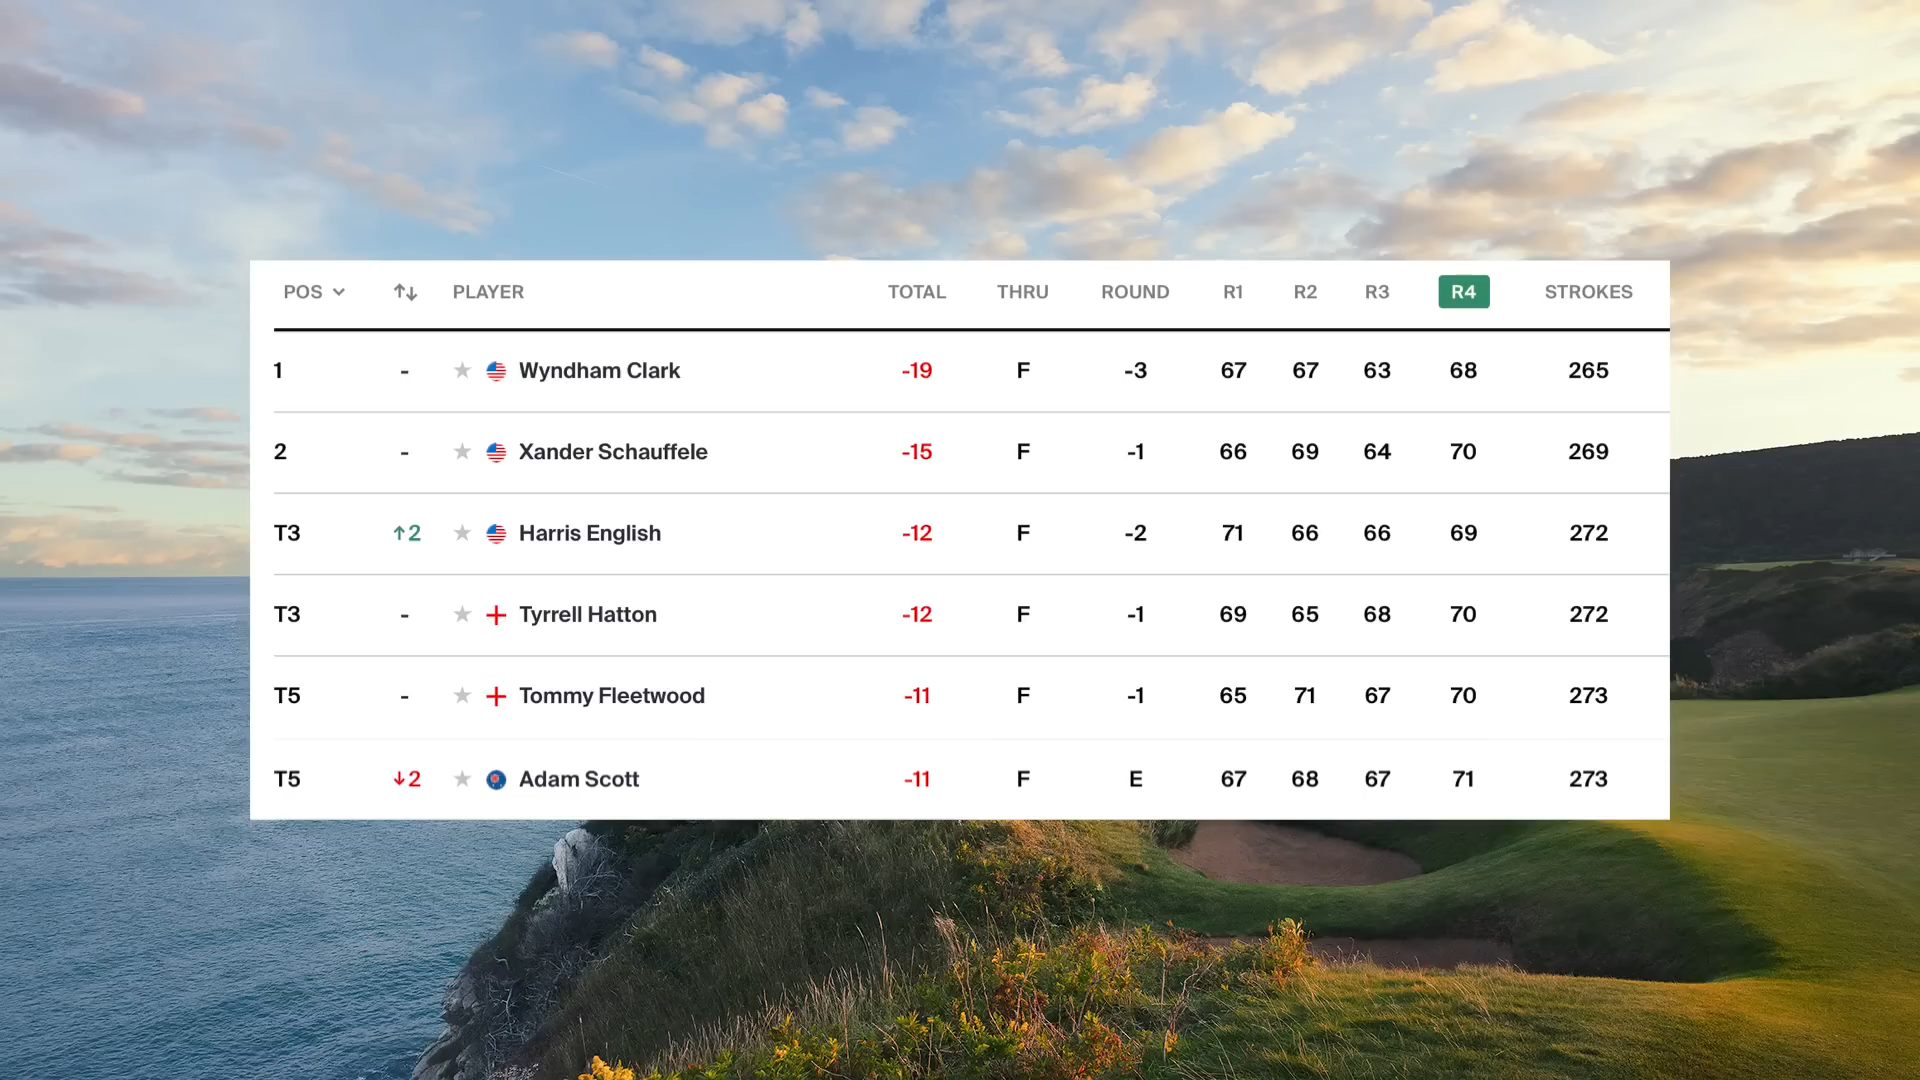 POS PLAYER TOTAL THRU ROUND R1 R2 R3 R4 STROKES
1 - Wyndham Clark -19 F -3 67 67 63 68 265
2 - Xander Schauffele -15 F -1 66 69 64 70 269
T3 ↑2 Harris English -12 F -2 71 66 66 69 272
T3 - Tyrrell Hatton -12 F -1 69 65 68 70 272
T5 - Tommy Fleetwood -11 F -1 65 71 67 70 273
T5 ↓2 Adam Scott -11 F E 67 68 67 71 273